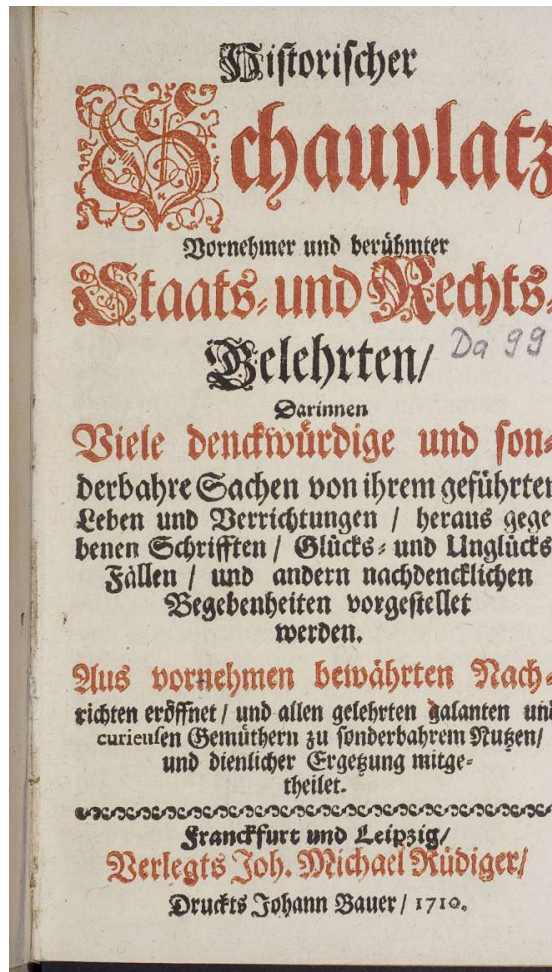 Historischer
Schauplatz
Vornehmer und berühmter
Staats- und Rechts-
Gelehrten/
Da 99
Darinnen
Viele denckwürdige und son-
derbahre Sachen von ihrem geführten
Leben und Verrichtungen / heraus gege
benen Schrifften / Glücks- und Unglücks
Fällen / und andern nachdencklichen
Begebenheiten vorgestellet
werden.
Aus vornehmen bewährten Nach-
richten eröffnet / und allen gelehrten galanten und
curieusen Gemüthern zu sonderbahrem Nutzen/
und dienlicher Ergetzung mitge-
theilet.
Franckfurt und Leipzig/
Verlegts Joh. Michael Rüdiger/
Druckts Johann Bauer / 1710.